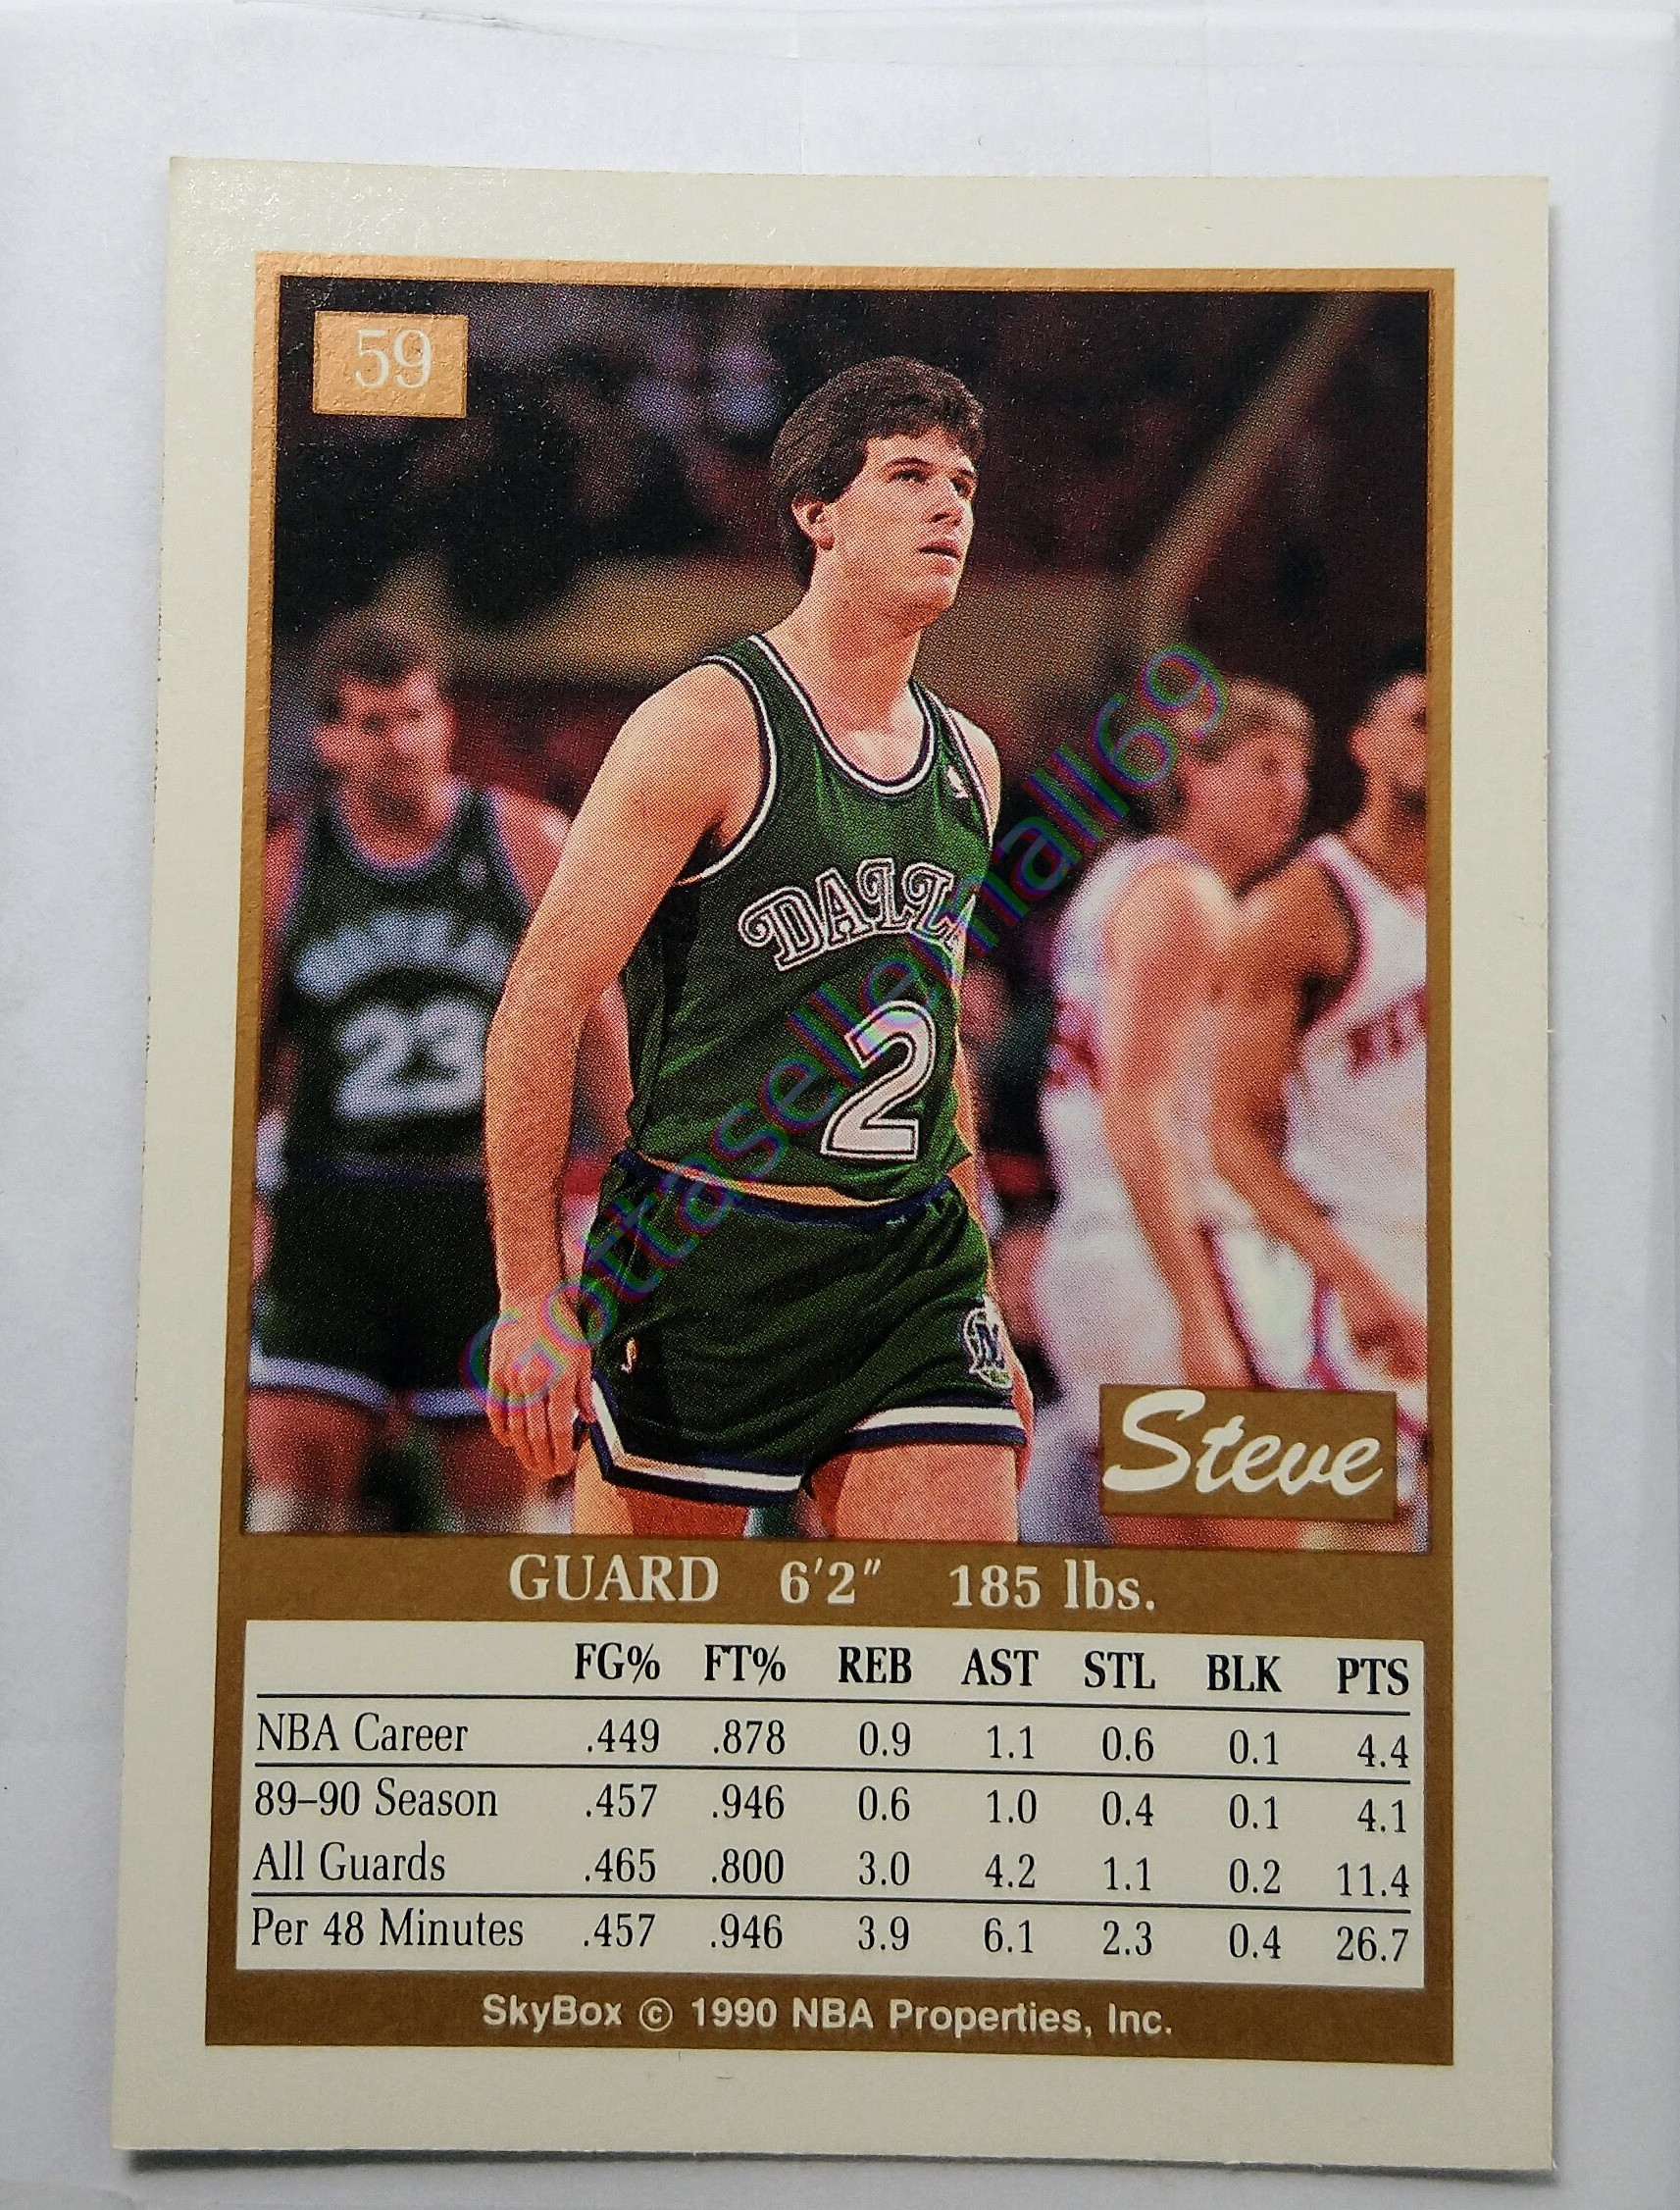 59
DALL
2
23
Gottasellemall69
Steve
GUARD 6'2" 185 lbs.
FG% FT% REB AST STL BLK PTS
NBA Career .449 .878 0.9 1.1 0.6 0.1 4.4
89–90 Season .457 .946 0.6 1.0 0.4 0.1 4.1
All Guards .465 .800 3.0 4.2 1.1 0.2 11.4
Per 48 Minutes .457 .946 3.9 6.1 2.3 0.4 26.7
SkyBox © 1990 NBA Properties, Inc.